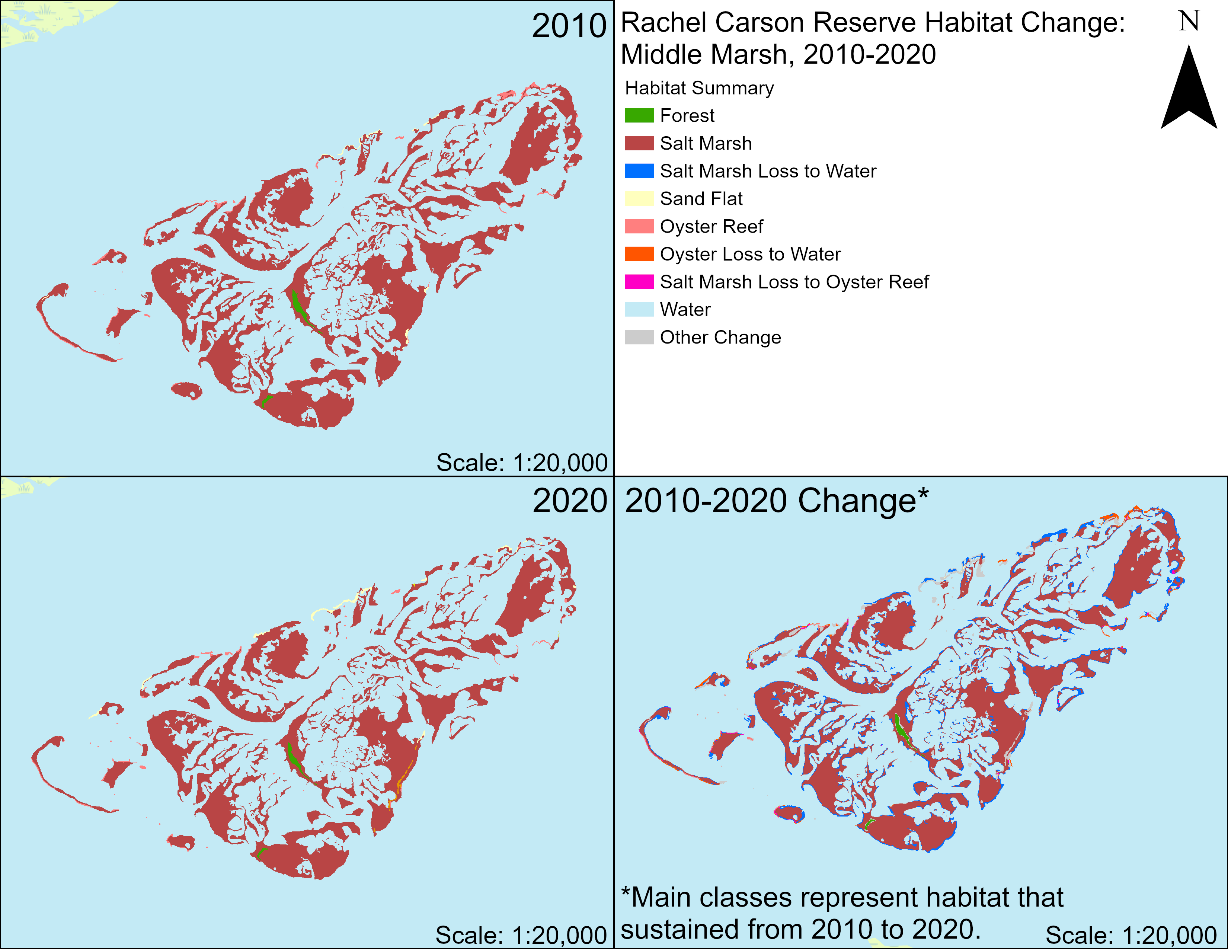 2010
Scale: 1:20,000
Rachel Carson Reserve Habitat Change:
Middle Marsh, 2010-2020
N
Habitat Summary
Forest
Salt Marsh
Salt Marsh Loss to Water
Sand Flat
Oyster Reef
Oyster Loss to Water
Salt Marsh Loss to Oyster Reef
Water
Other Change
2020
Scale: 1:20,000
2010-2020 Change*
*Main classes represent habitat that
sustained from 2010 to 2020.
Scale: 1:20,000